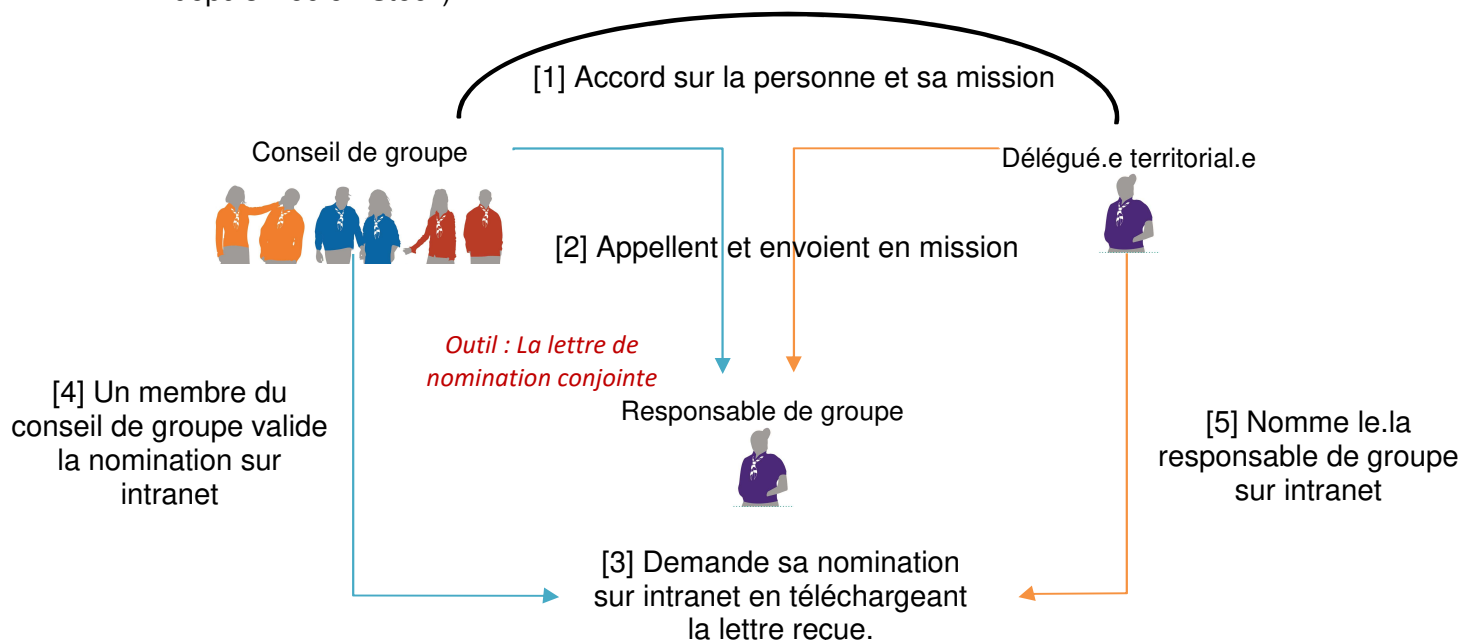 [1] Accord sur la personne et sa mission
Conseil de groupe
Délégué.e territorial.e
[2] Appellent et envoient en mission
Outil : La lettre de
nomination conjointe
Responsable de groupe
[4] Un membre du
conseil de groupe valide
la nomination sur
intranet
[5] Nomme le.la
responsable de groupe
sur intranet
[3] Demande sa nomination
sur intranet en téléchargeant
la lettre recue.